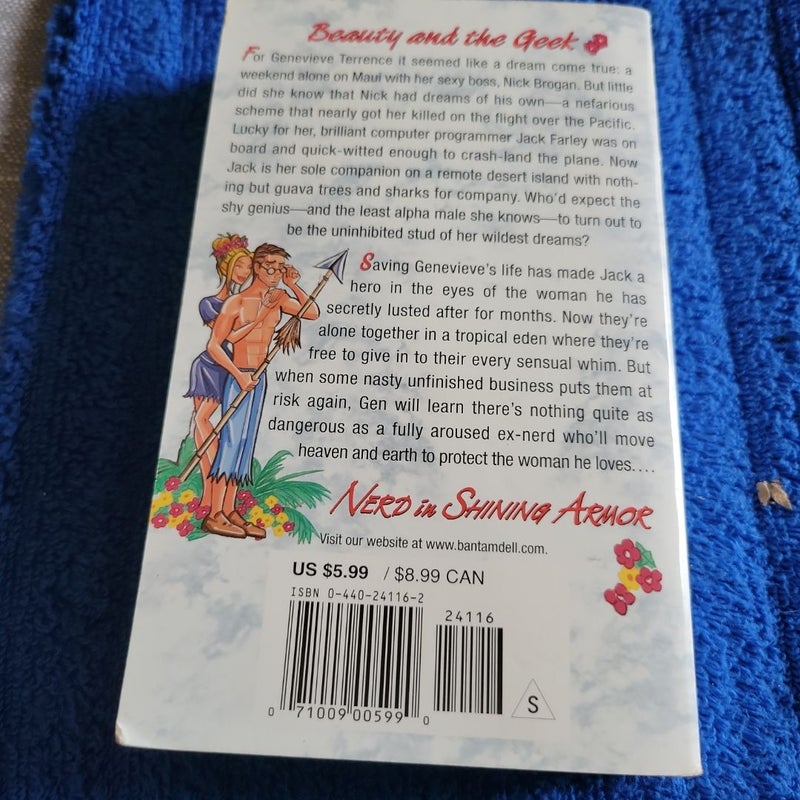 Beauty and the Geek
For Genevieve Terrence it seemed like a dream come true: a
weekend alone on Maui with her sexy boss, Nick Brogan. But little
did she know that Nick had dreams of his own—a nefarious
scheme that nearly got her killed on the flight over the Pacific.
Lucky for her, brilliant computer programmer Jack Farley was on
board and quick-witted enough to crash-land the plane. Now
Jack is her sole companion on a remote desert island with noth-
ing but guava trees and sharks for company. Who'd expect the
shy genius—and the least alpha male she knows—to turn out to
be the uninhibited stud of her wildest dreams?
Saving Genevieve's life has made Jack a
hero in the eyes of the woman he has
secretly lusted after for months. Now they're
alone together in a tropical eden where they're
free to give in to their every sensual whim. But
when some nasty unfinished business puts them at
risk again, Gen will learn there's nothing quite as
dangerous as a fully aroused ex-nerd who'll move
heaven and earth to protect the woman he loves....
NERD in SHINING ARMOR
Visit our website at www.bantamdell.com.
US $5.99 / $8.99 CAN
ISBN 0-440-24116-2
24116
0 71009 00599 0
S